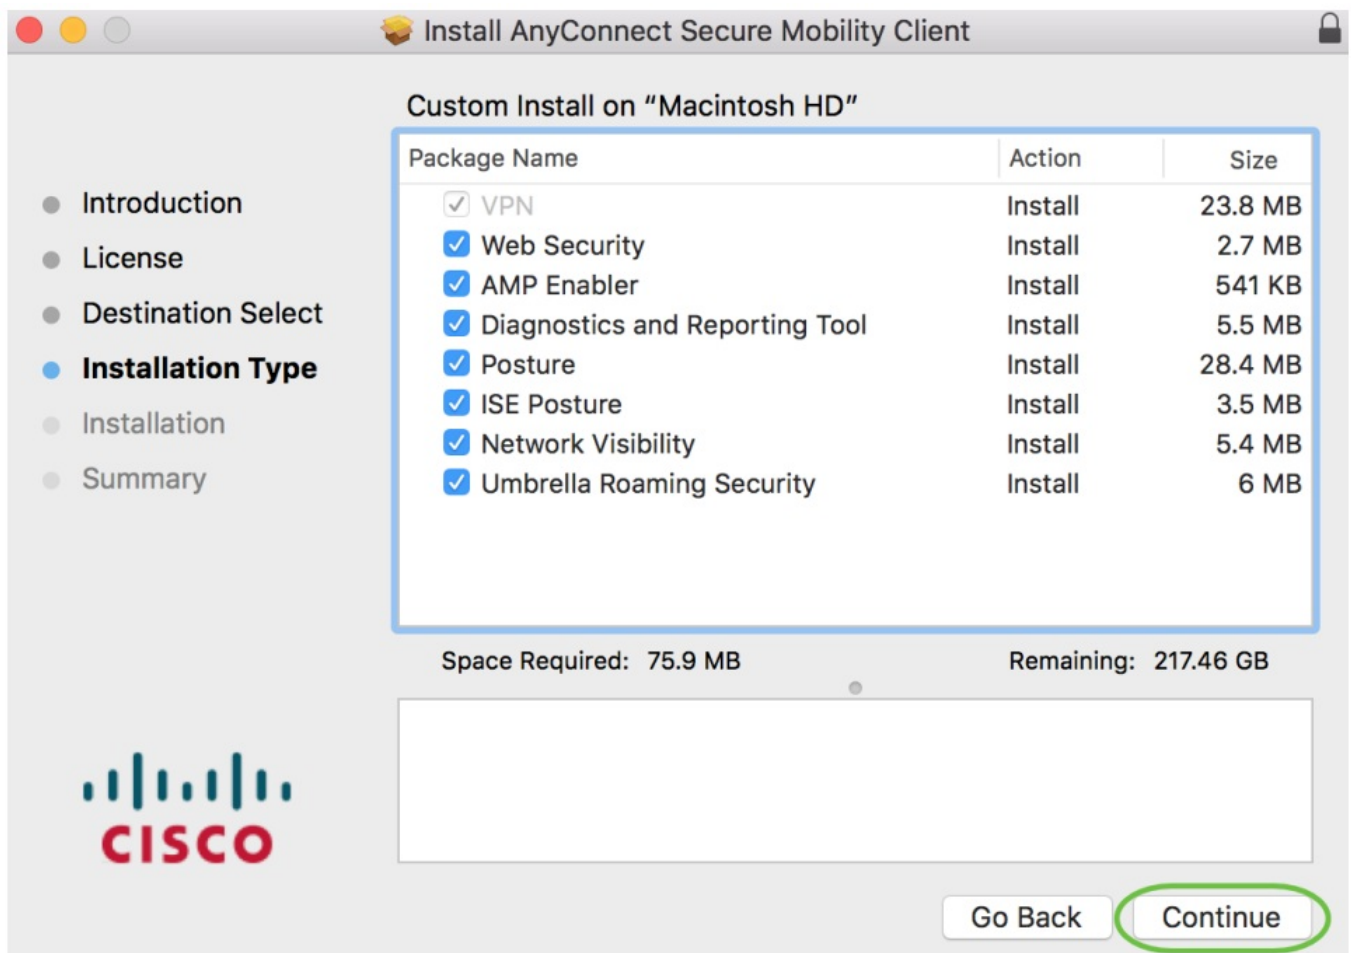 Install AnyConnect Secure Mobility Client
Custom Install on “Macintosh HD”
Introduction
License
Destination Select
Installation Type
Installation
Summary
Package Name Action Size
VPN Install 23.8 MB
Web Security Install 2.7 MB
AMP Enabler Install 541 KB
Diagnostics and Reporting Tool Install 5.5 MB
Posture Install 28.4 MB
ISE Posture Install 3.5 MB
Network Visibility Install 5.4 MB
Umbrella Roaming Security Install 6 MB
Space Required: 75.9 MB Remaining: 217.46 GB
CISCO
Go Back Continue